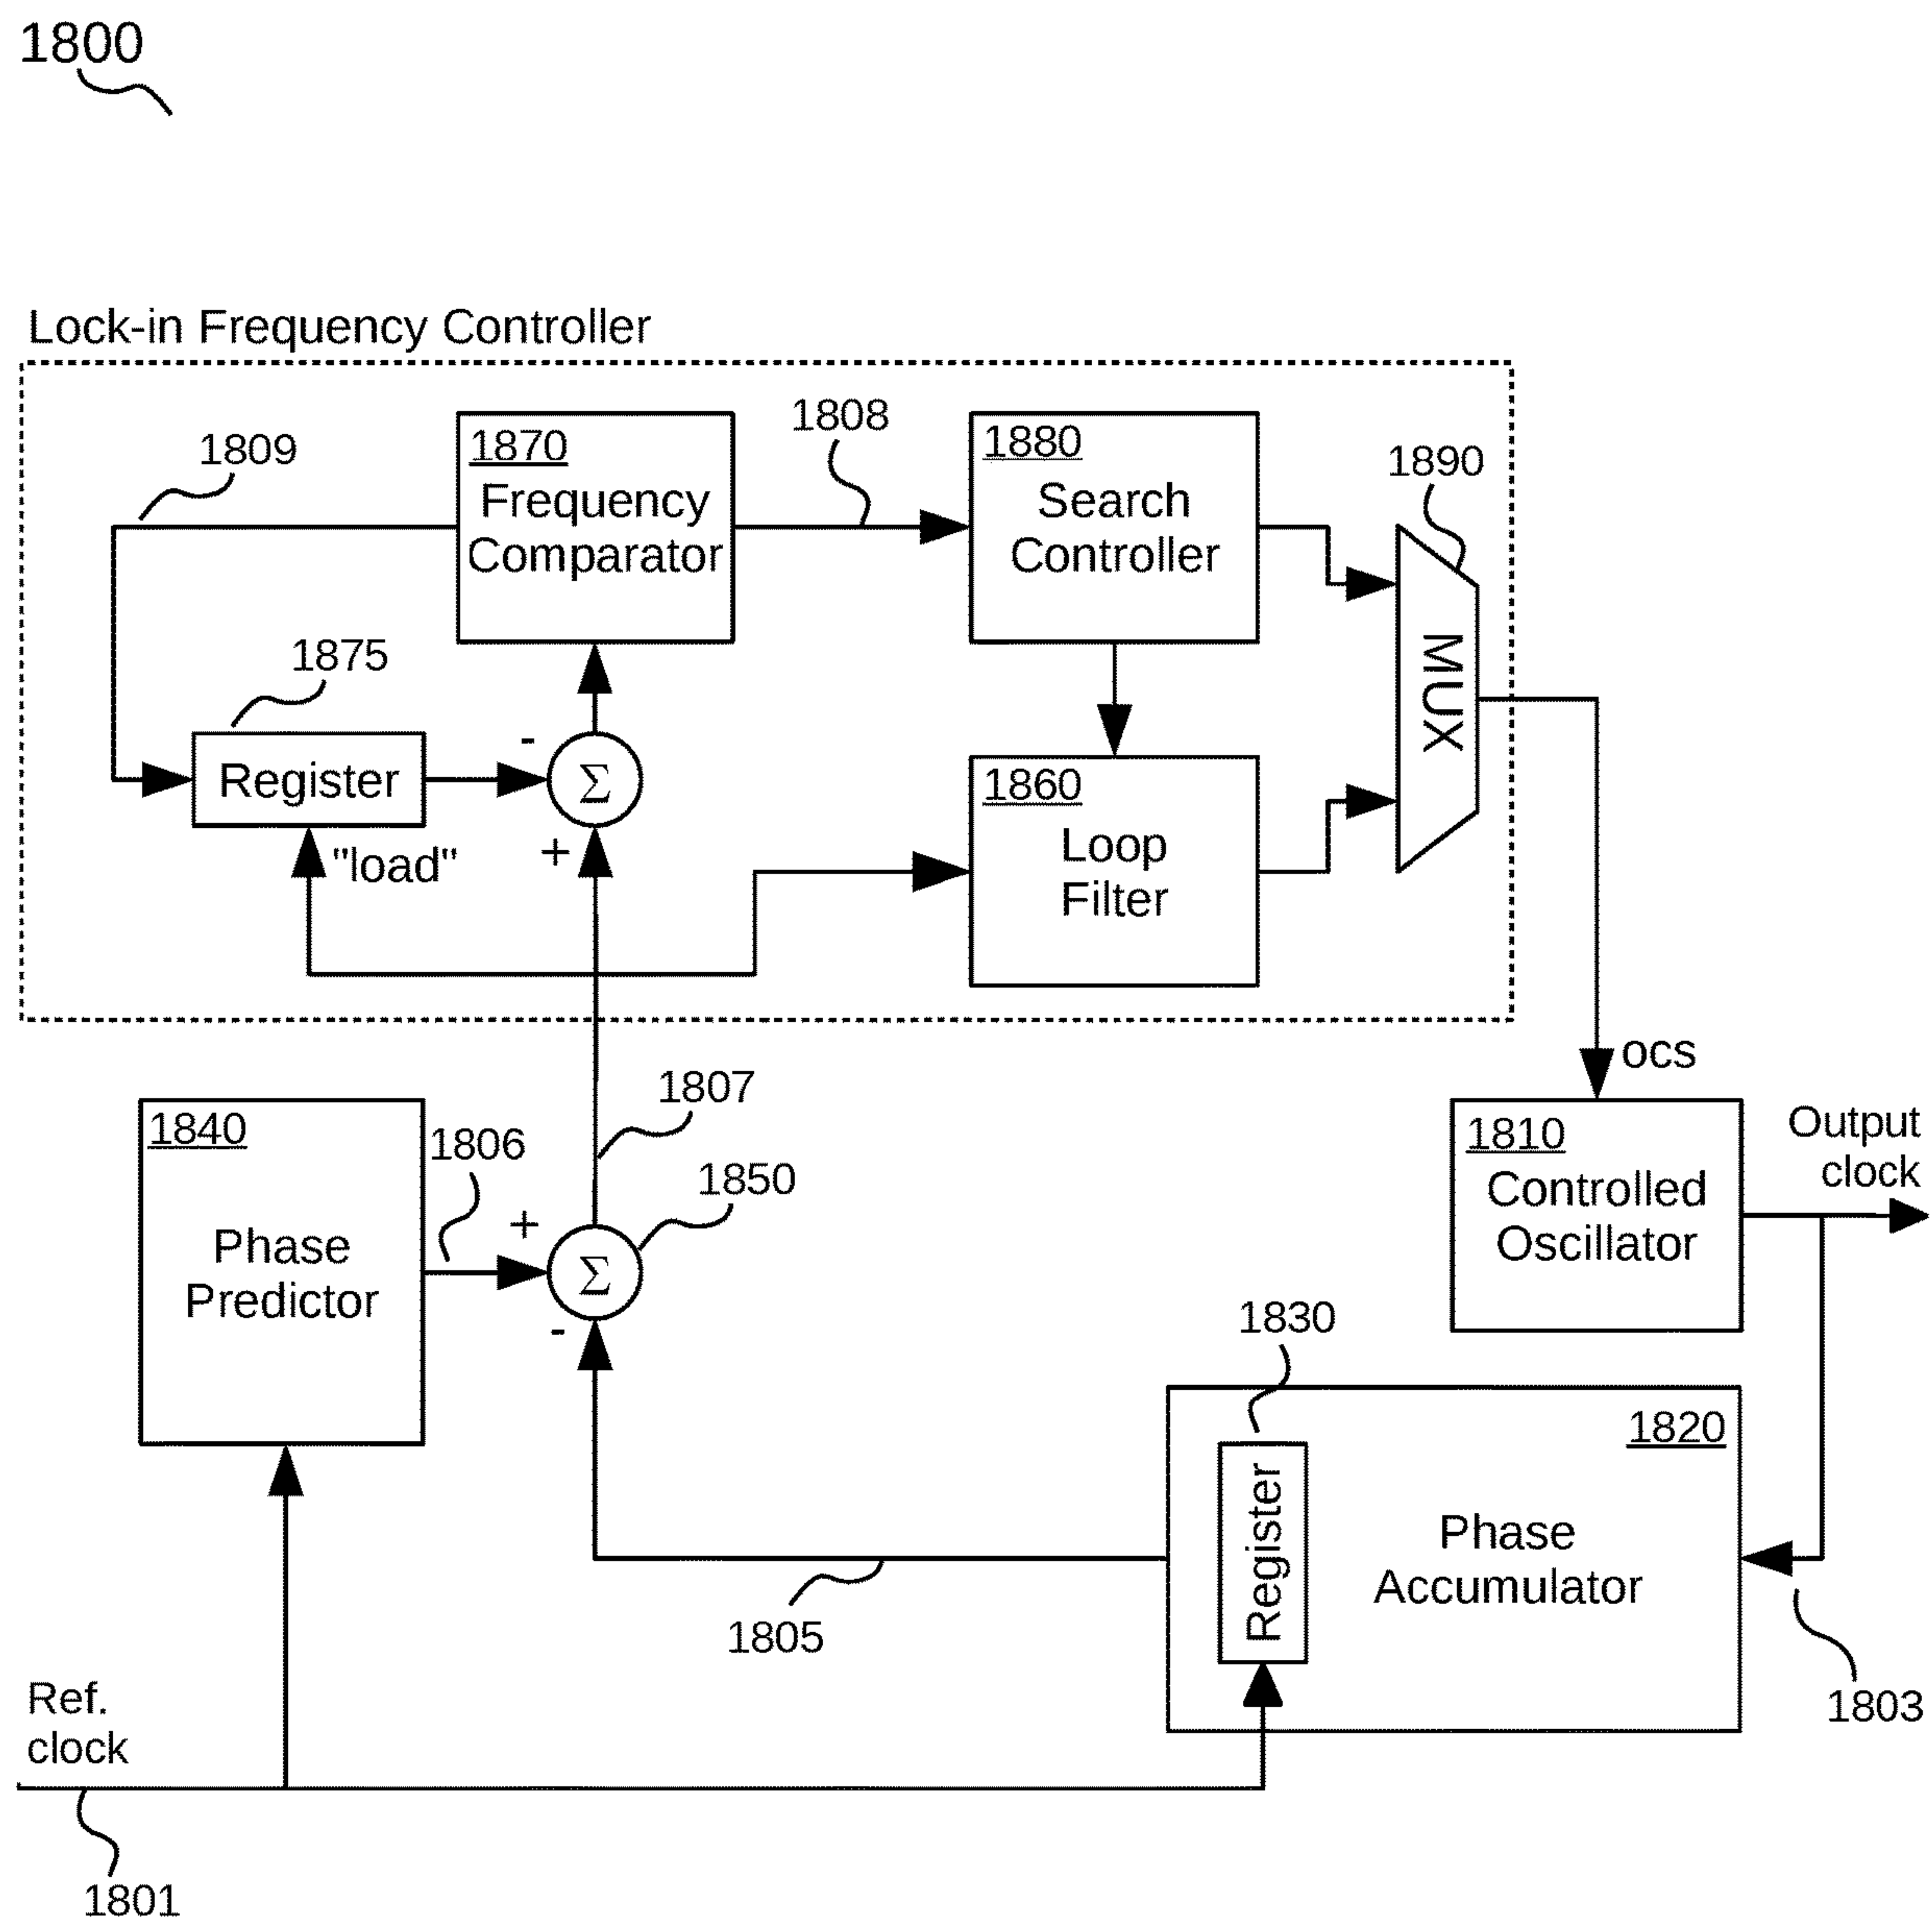 1800
Lock-in Frequency Controller
1809
1870
Frequency
Comparator
1808
1880
Search
Controller
1890
MUX
1875
Register
"load"
-
Σ
+
1860
Loop
Filter
ocs
1807
1840
Phase
Predictor
1806
+
1850
Σ
-
1810
Controlled
Oscillator
Output
clock
1830
Register
1820
Phase
Accumulator
1805
1803
Ref.
clock
1801